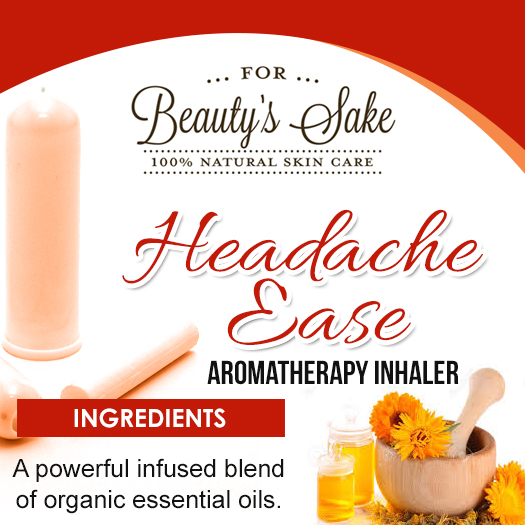 ... FOR ...
Beauty's Sake
100% NATURAL SKIN CARE
Headache
Ease
AROMATHERAPY INHALER
INGREDIENTS
A powerful infused blend
of organic essential oils.